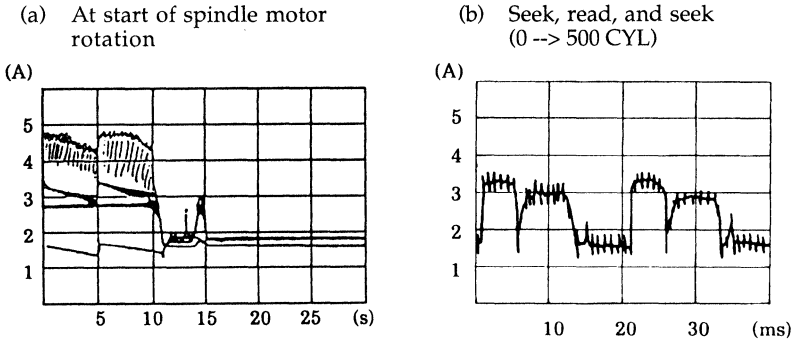 (a) At start of spindle motor
rotation
(A)
5
4
3
2
1
5 10 15 20 25 (s)
(b) Seek, read, and seek
(0 --> 500 CYL)
(A)
5
4
3
2
1
10 20 30 (ms)